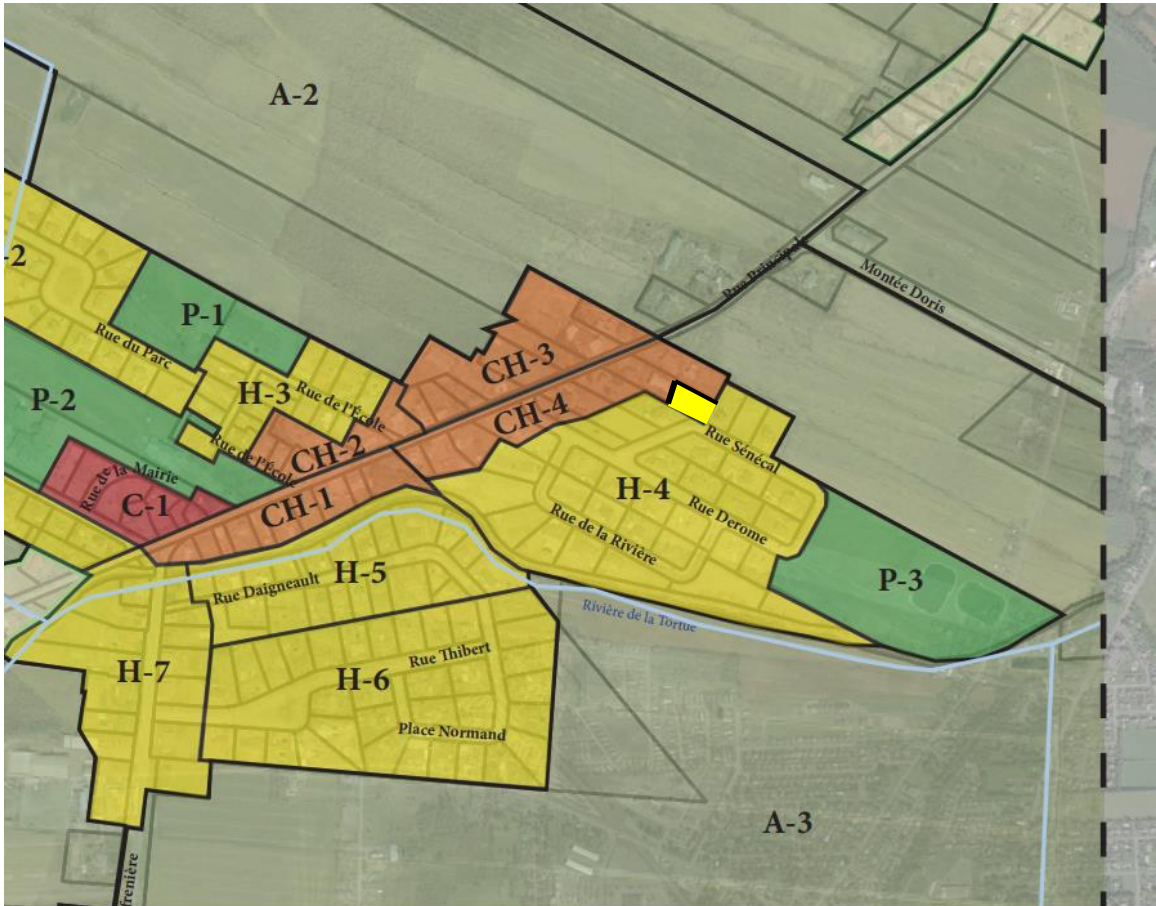 A-2
-2
Rue Principal
Montée Doris
P-1
Rue du Parc
CH-3
H-3
Rue de l'École
P-2
CH-4
Rue Sénécal
Rue de l'École
CH-2
Rue de la Mairie
C-1
CH-1
H-4
Rue Derome
Rue de la Rivière
H-5
Rue Daigneault
P-3
Rivière de la Tortue
H-7
H-6
Rue Thibert
Place Normand
A-3
frenière